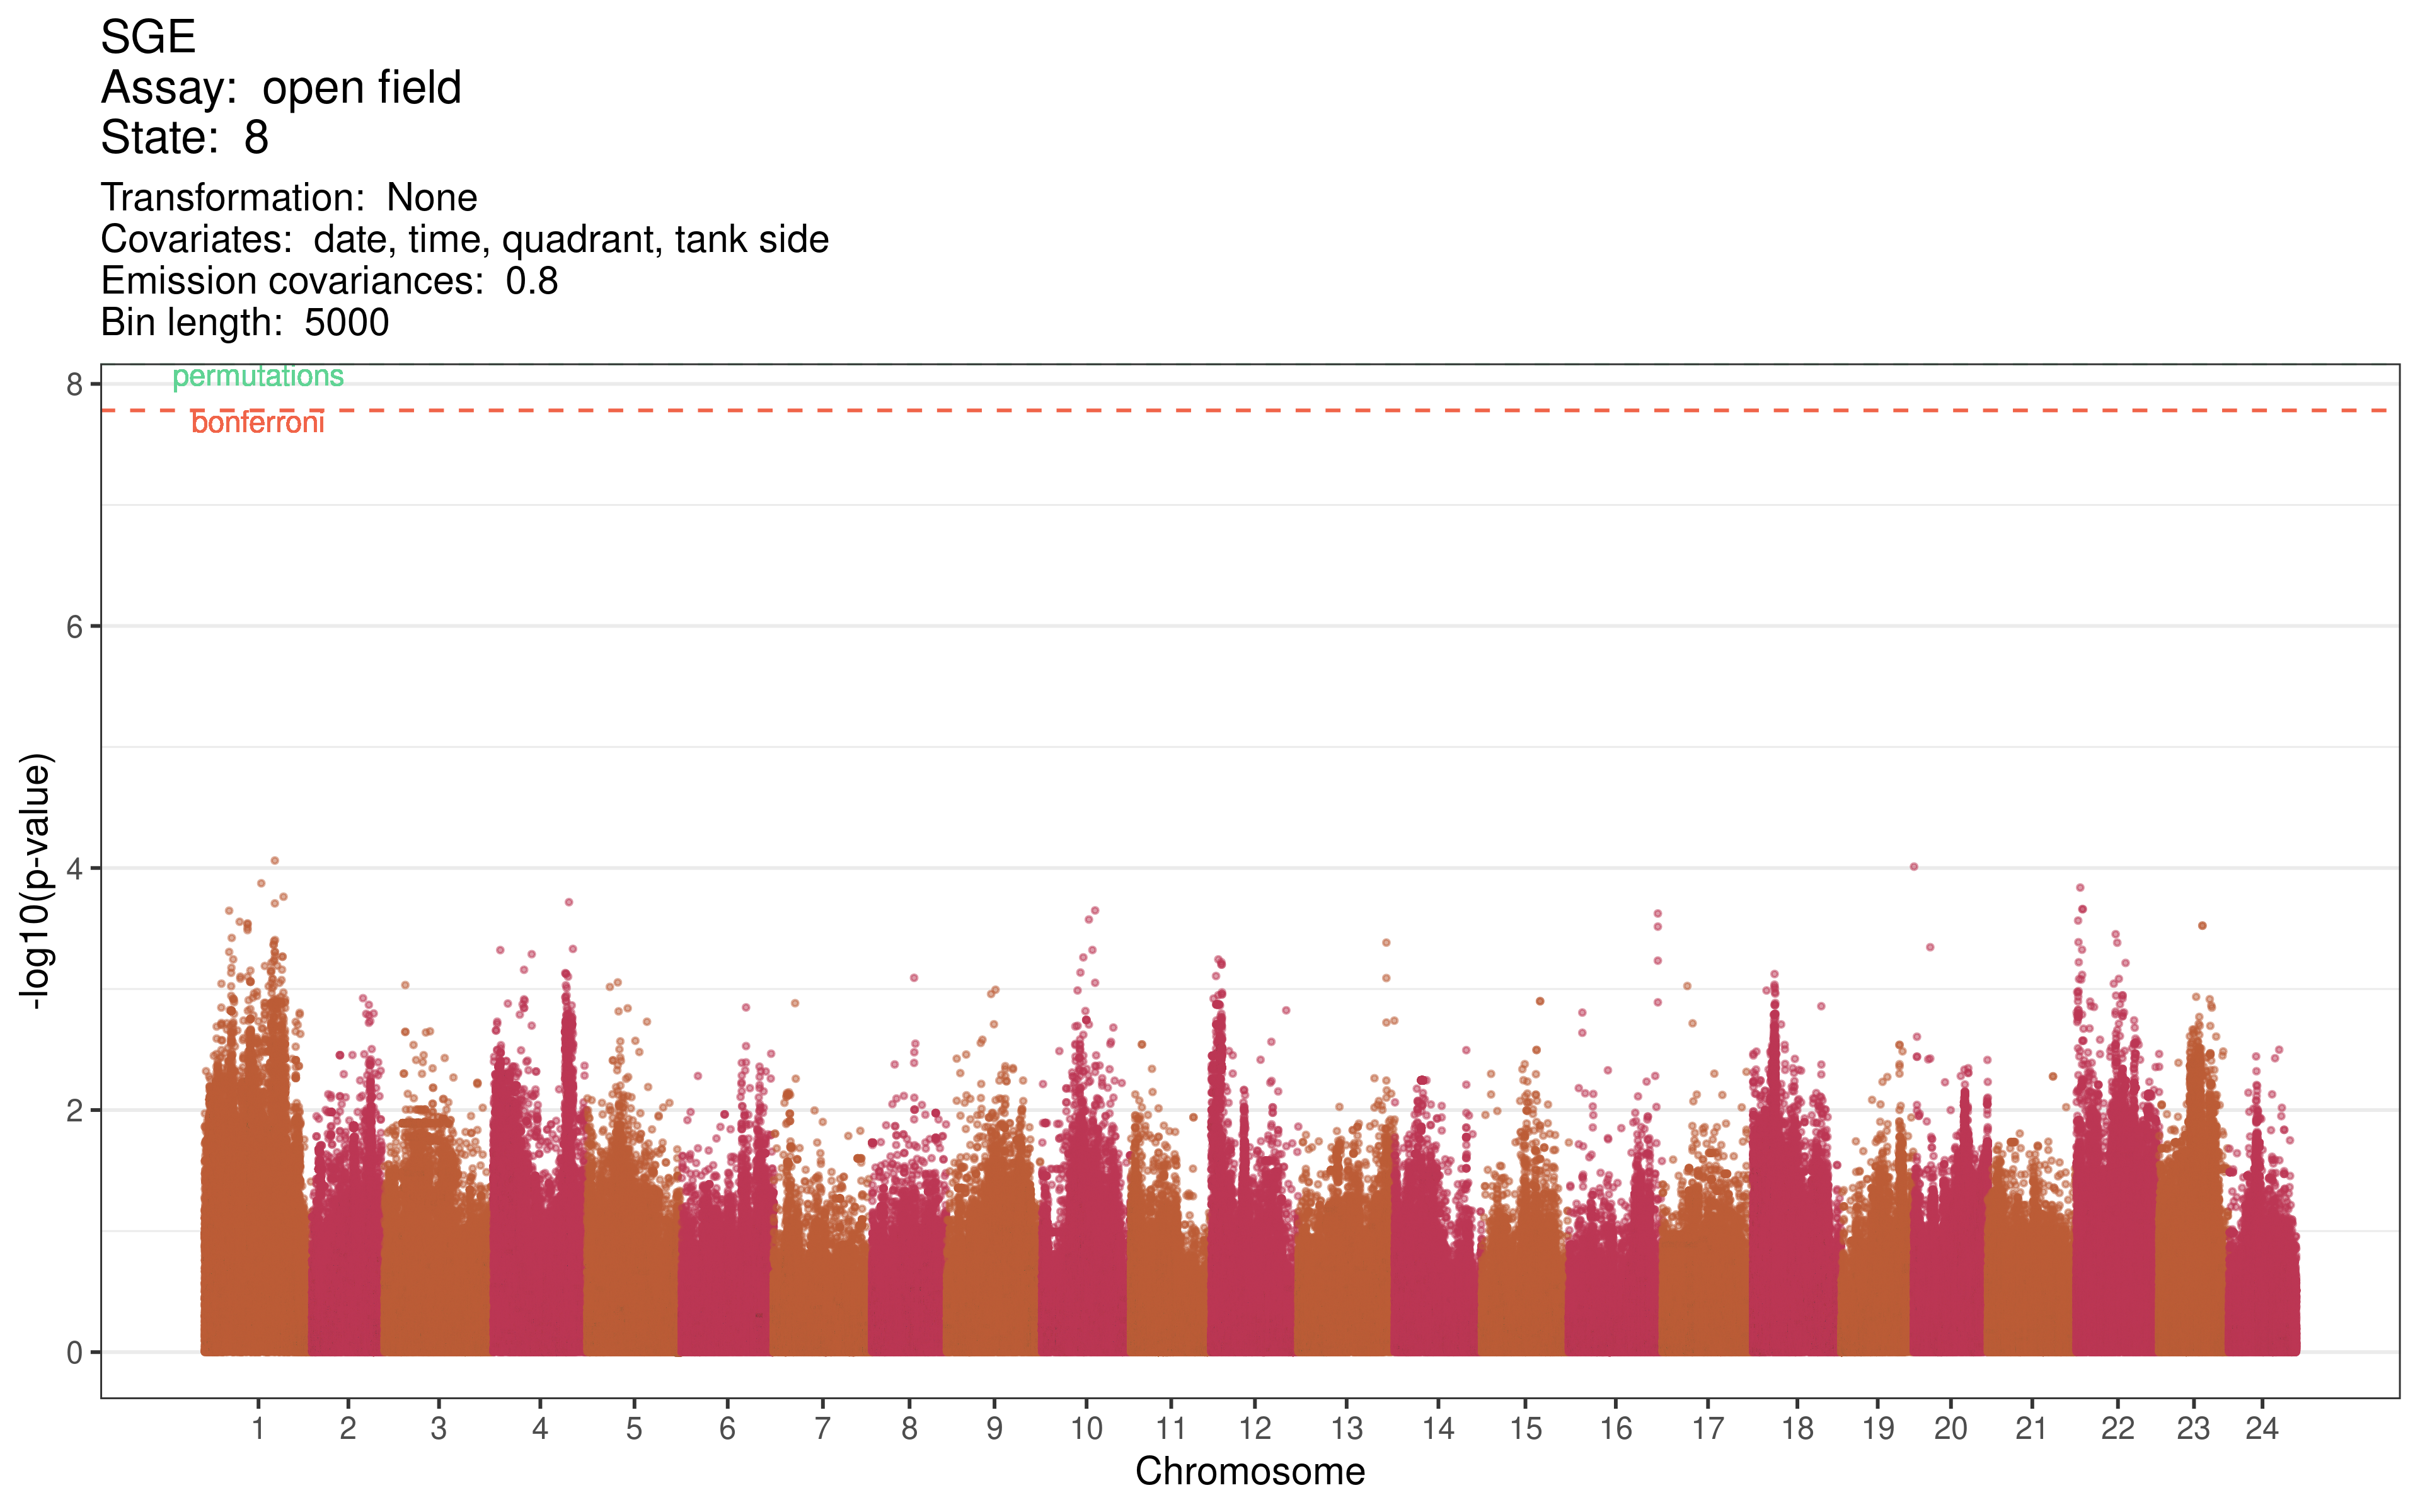 SGE
Assay: open field
State: 8
Transformation: None
Covariates: date, time, quadrant, tank side
Emission covariances: 0.8
Bin length: 5000
permutations
bonferroni
8
6
4
2
0
-log10(p-value)
1 2 3 4 5 6 7 8 9 10 11 12 13 14 15 16 17 18 19 20 21 22 23 24
Chromosome